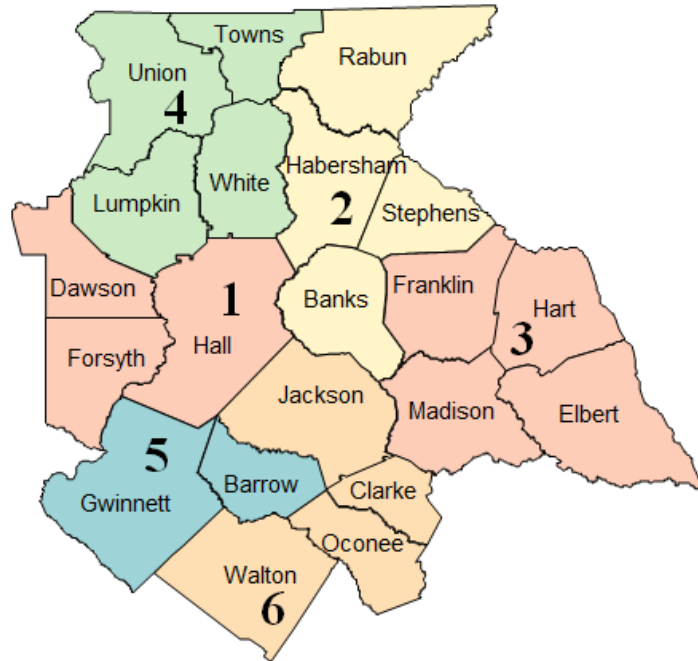 Towns
Rabun
Union
4
Habersham
White
Lumpkin
2
Stephens
Dawson
1
Banks
Franklin
Hart
Forsyth
Hall
3
Jackson
Madison
Elbert
5
Gwinnett
Barrow
Clarke
Oconee
Walton
6